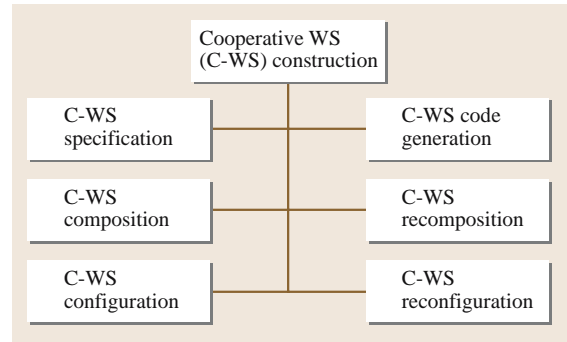 Cooperative WS
(C-WS) construction
C-WS
specification
C-WS code
generation
C-WS
composition
C-WS
recomposition
C-WS
configuration
C-WS
reconfiguration